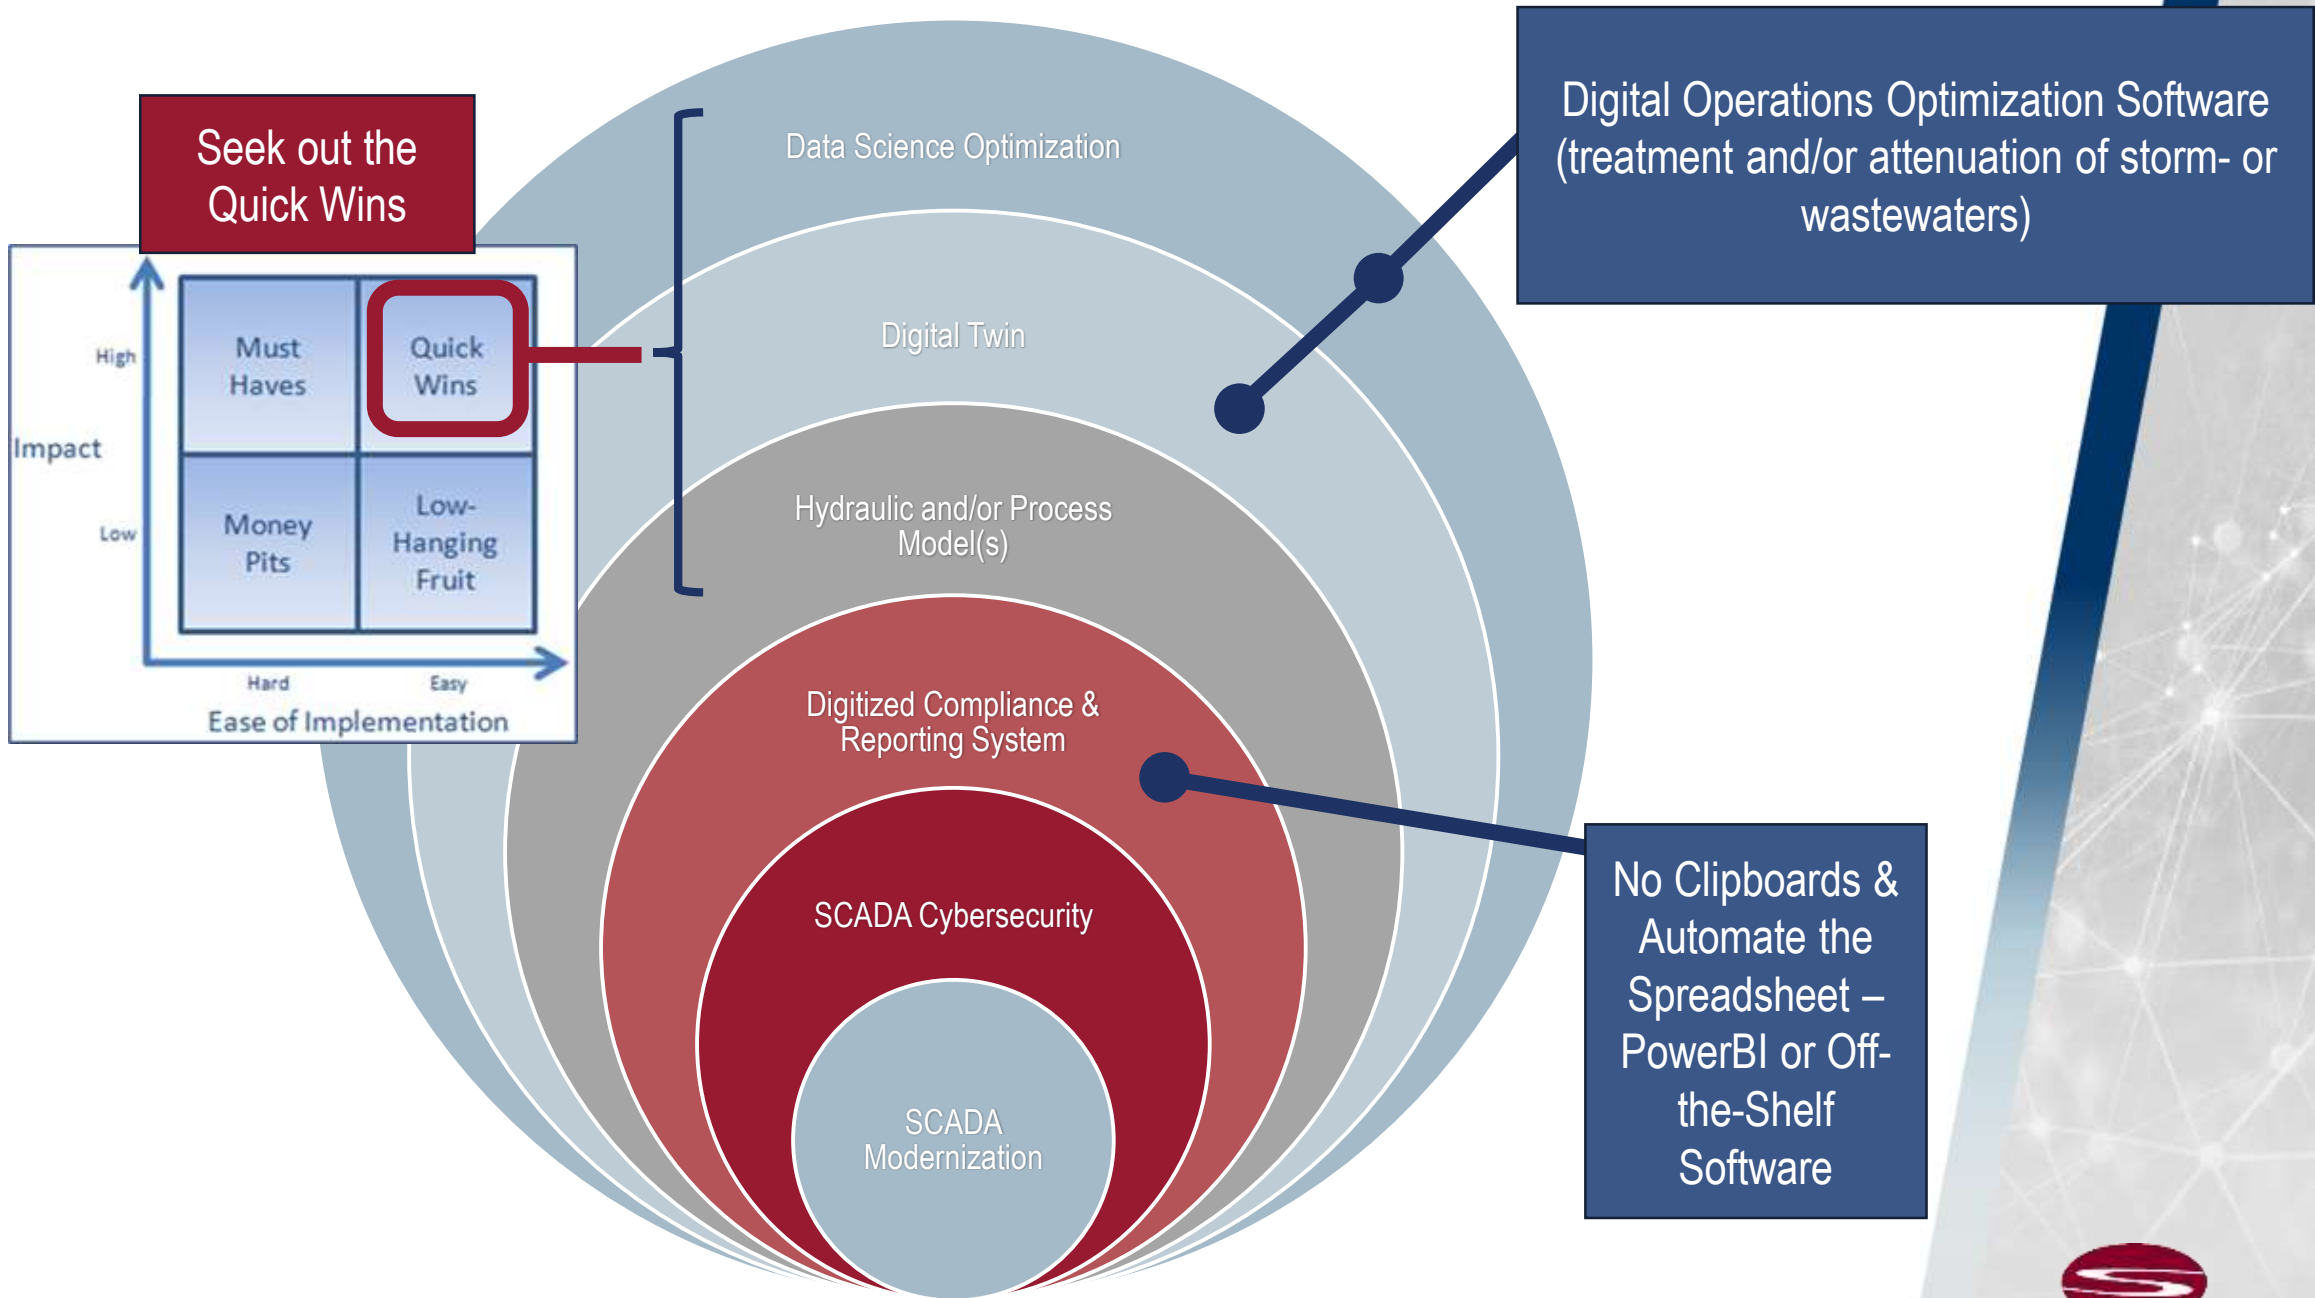 Seek out the
Quick Wins
High
Low
Impact
Must
Haves
Quick
Wins
Money
Pits
Low-
Hanging
Fruit
Hard
Easy
Ease of Implementation
Data Science Optimization
Digital Twin
Hydraulic and/or Process
Model(s)
Digitized Compliance &
Reporting System
SCADA Cybersecurity
SCADA
Modernization
Digital Operations Optimization Software
(treatment and/or attenuation of storm- or
wastewaters)
No Clipboards &
Automate the
Spreadsheet –
PowerBI or Off-
the-Shelf
Software